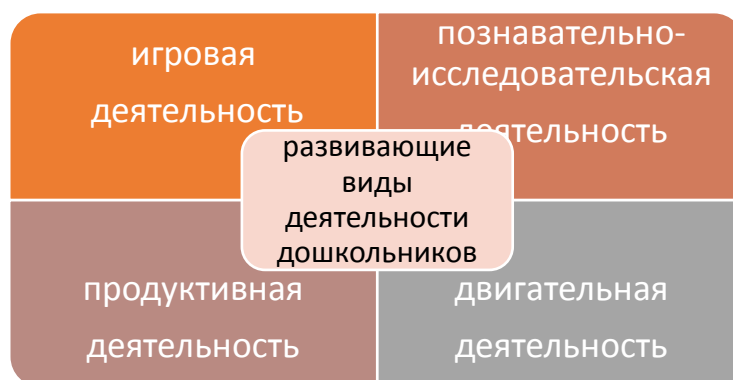 игровая
деятельность
познавательно-
исследовательская
деятельность
развивающие
виды
деятельности
дошкольников
продуктивная
деятельность
двигательная
деятельность